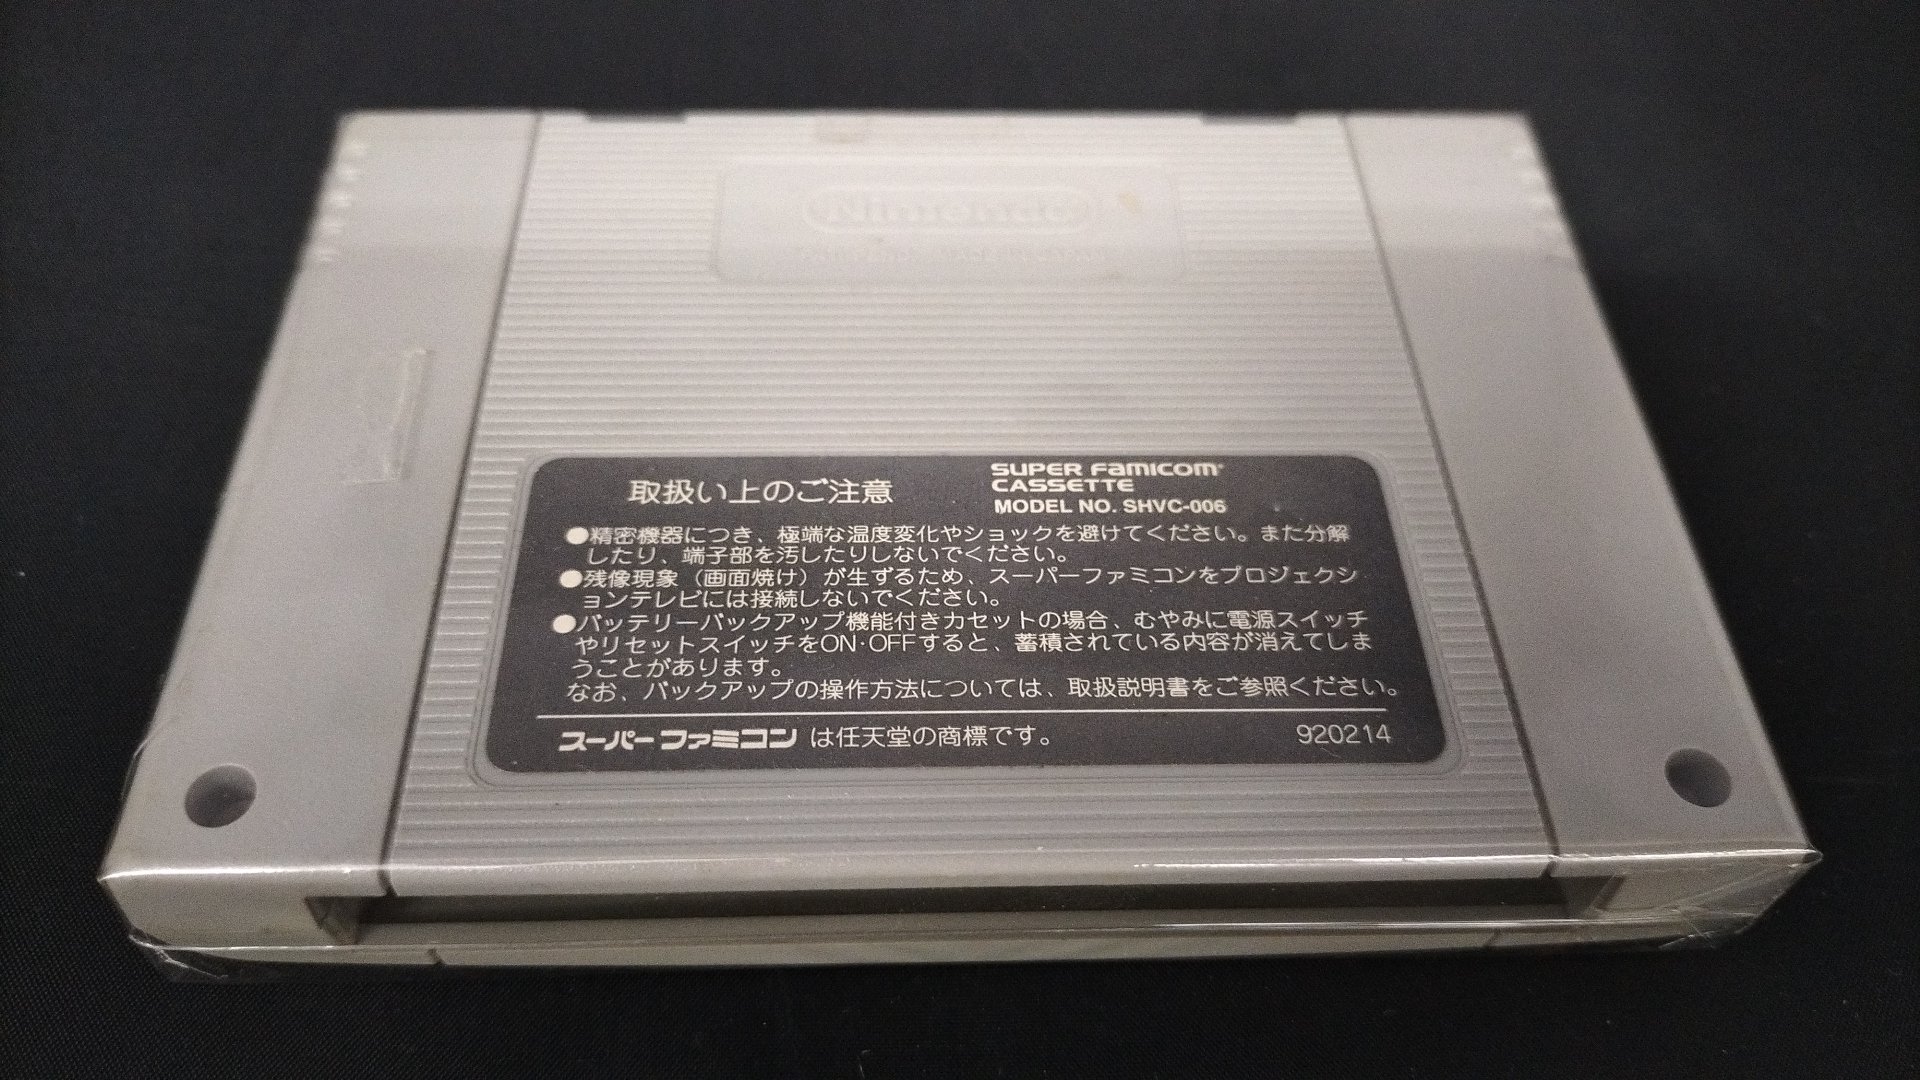 Nintendo
取扱い上のご注意
SUPER FAMICOM
CASSETTE
MODEL NO. SHVC-006
●精密機器につき、極端な温度変化やショックを避けてください。また分解
したり、端子部を汚したりしないでください。
●残像現象（画面焼け）が生ずるため、スーパーファミコンをプロジェクシ
ョンテレビには接続しないでください。
●バッテリーバックアップ機能付きカセットの場合、むやみに電源スイッチ
やリセットスイッチをON·OFFすると、蓄積されている内容が消えてしま
うことがあります。
なお、バックアップの操作方法については、取扱説明書をご参照ください。
スーパーファミコン は任天堂の商標です。
920214